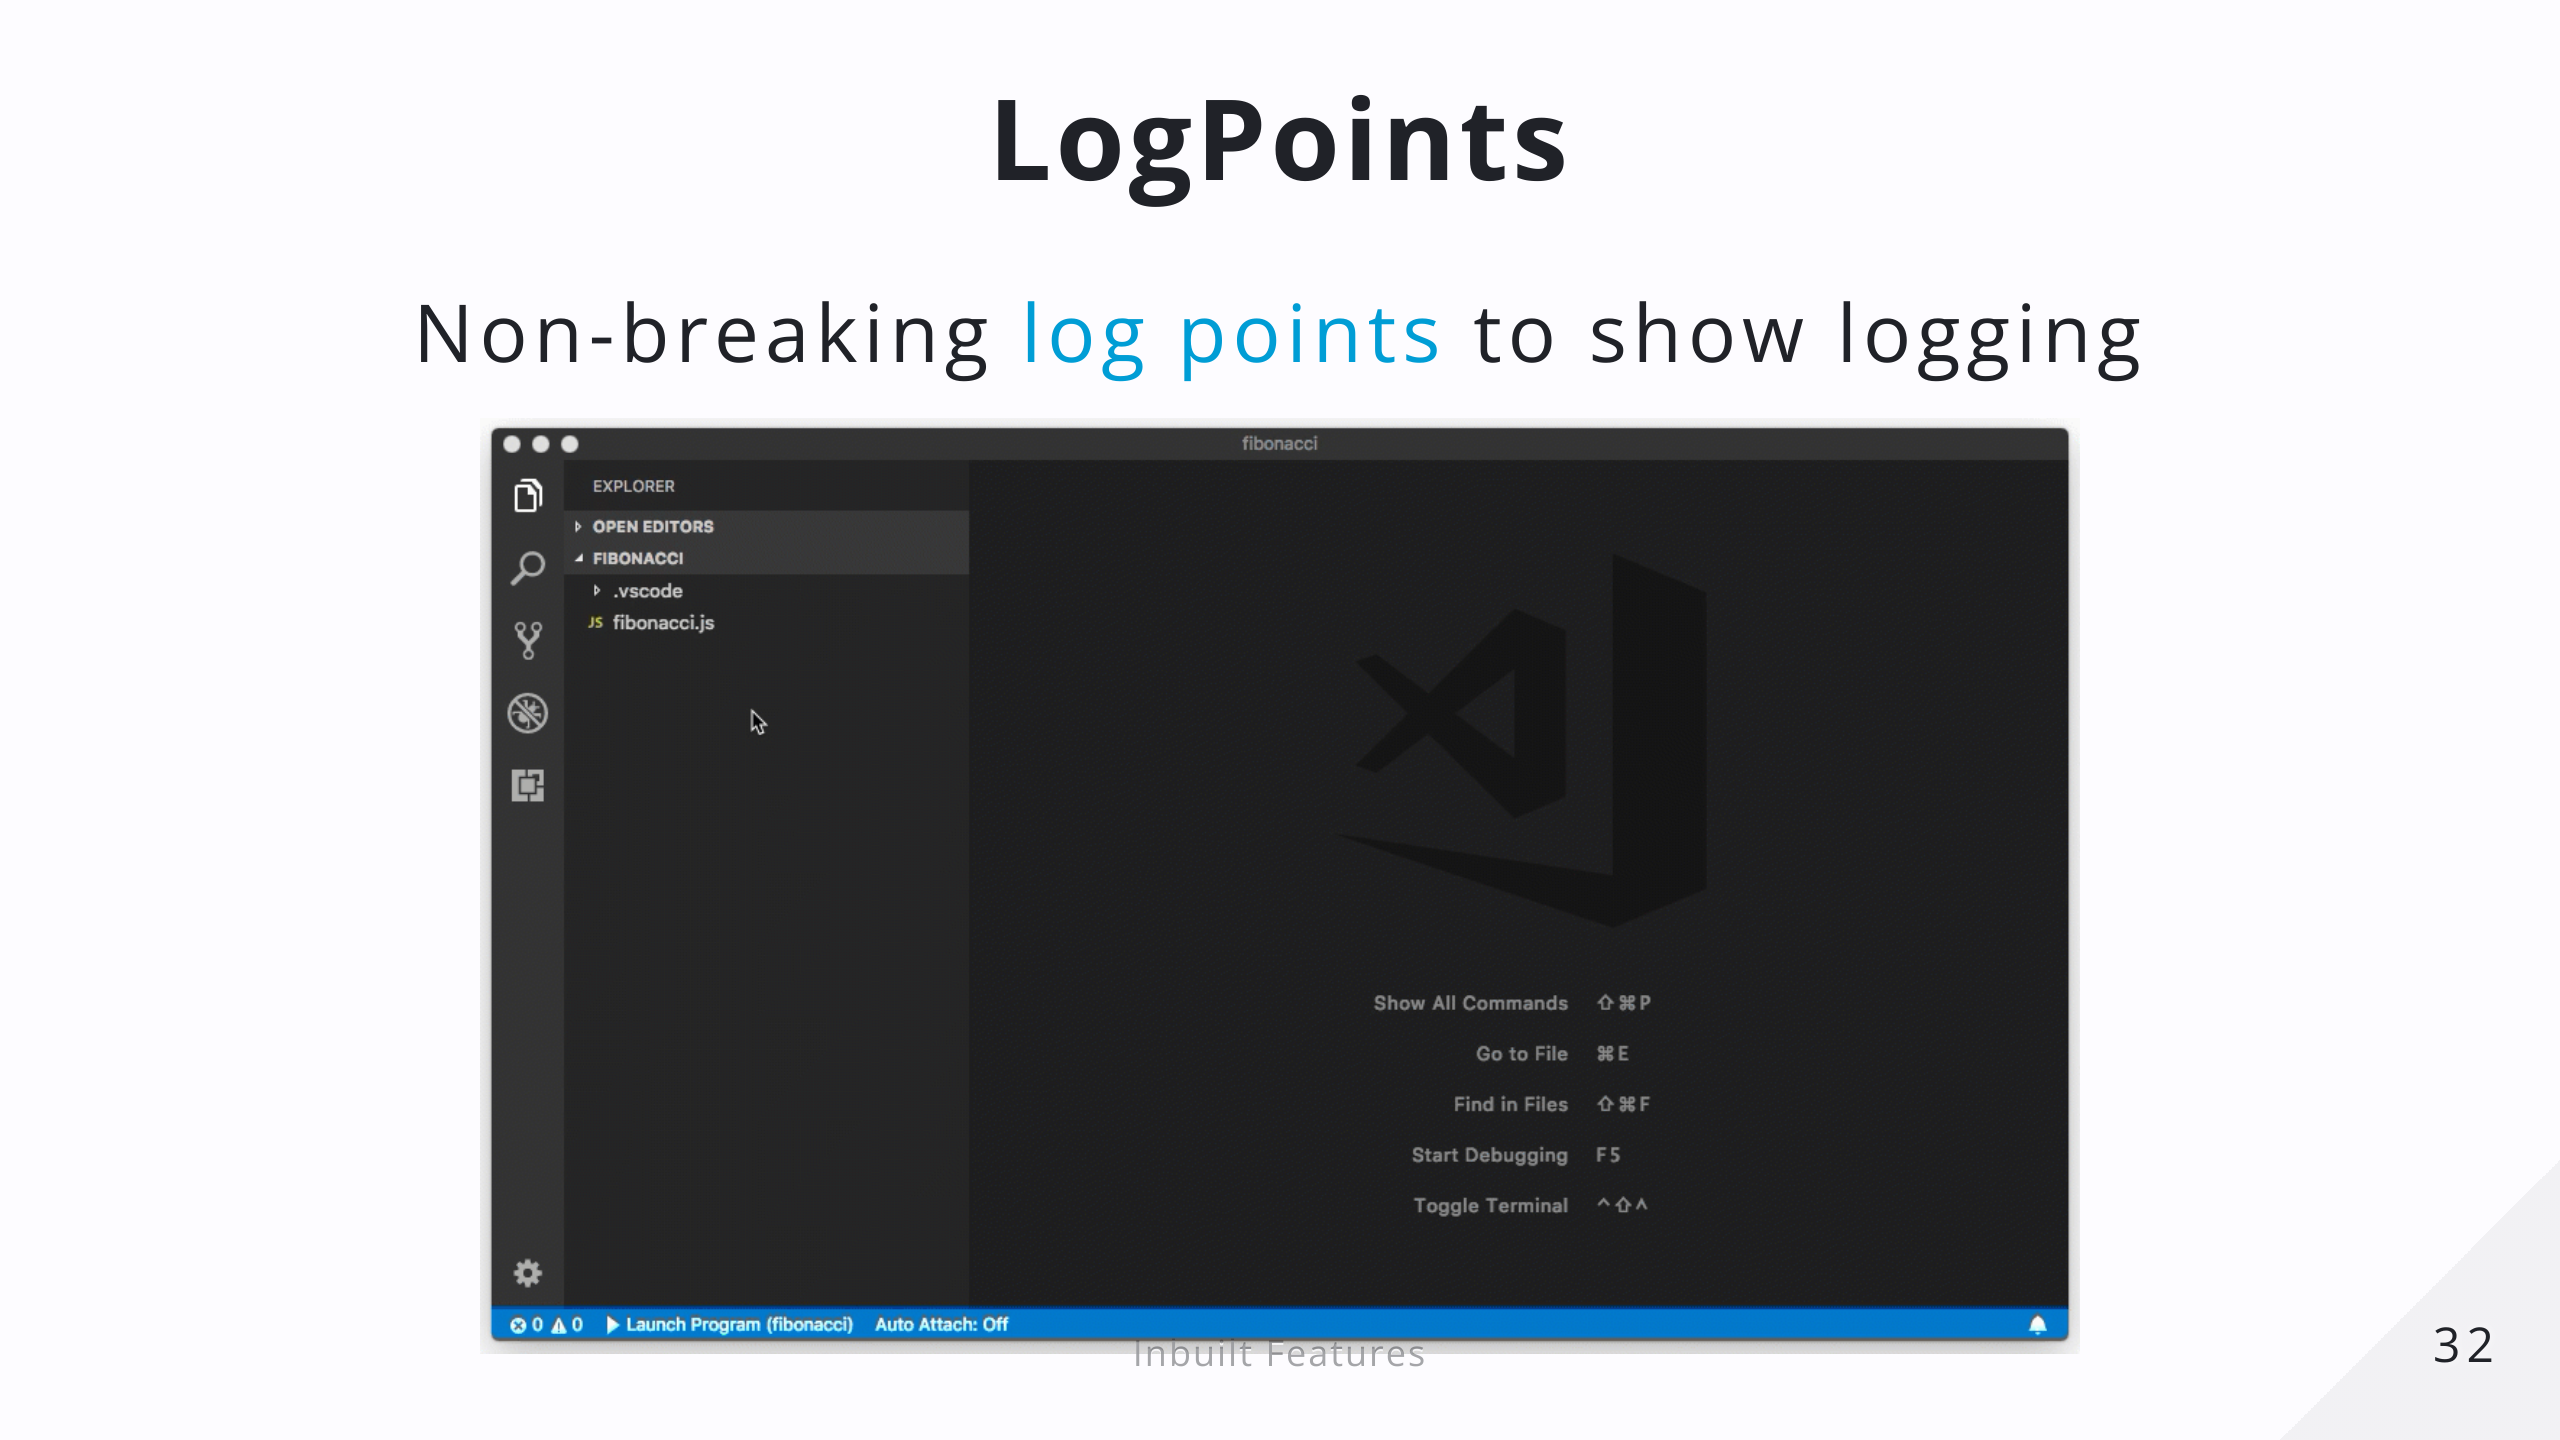 LogPoints
Non-breaking log points to show logging
fibonacci
EXPLORER
OPEN EDITORS
FIBONACCI
.vscode
JS fibonacci.js
Show All Commands ⇧⌘P
Go to File ⌘E
Find in Files ⇧⌘F
Start Debugging F5
Toggle Terminal ^⇧^
0 0 Launch Program (fibonacci) Auto Attach: Off
Inbuilt Features
32